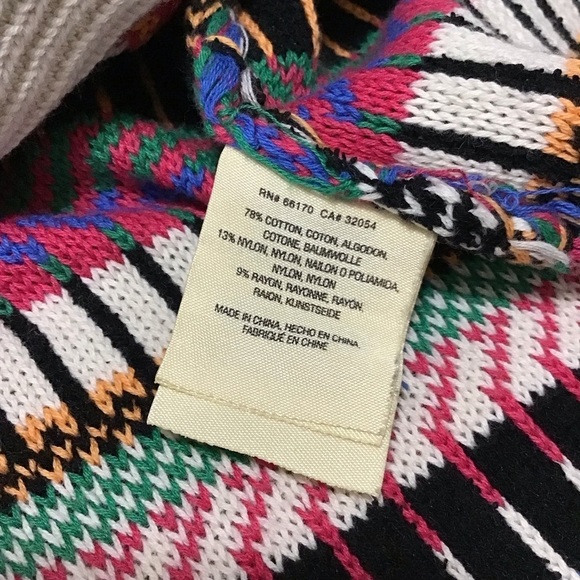 RN# 66170 CA# 32054
78% COTTON, COTON, ALGODON,
COTONE, BAUMWOLLE
13% NYLON, NYLON, NAILON O POLIAMIDA,
NYLON, NYLON
9% RAYON, RAYONNE, RAYON,
RAION, KUNSTSEIDE
MADE IN CHINA, HECHO EN CHINA,
FABRIQUÉ EN CHINE